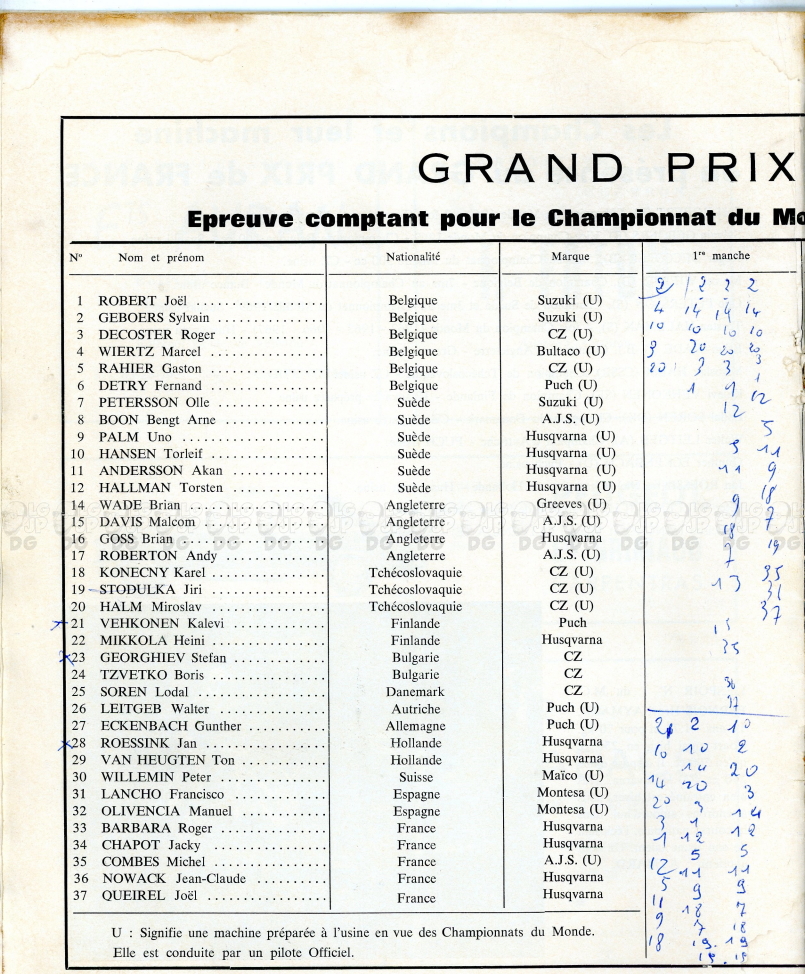 GRAND PRIX
Epreuve comptant pour le Championnat du
N° Nom et prénom Nationalité Marque 1re manche
1 ROBERT Joël Belgique Suzuki (U)
2 GEBOERS Sylvain Belgique Suzuki (U)
3 DECOSTER Roger Belgique CZ (U)
4 WIERTZ Marcel Belgique Bultaco (U)
5 RAHIER Gaston Belgique CZ (U)
6 DETRY Fernand Belgique Puch (U)
7 PETERSSON Olle Suède Suzuki (U)
8 BOON Bengt Arne Suède A.J.S. (U)
9 PALM Uno Suède Husqvarna (U)
10 HANSEN Torleif Suède Husqvarna (U)
11 ANDERSSON Akan Suède Husqvarna (U)
12 HALLMAN Torsten Suède Husqvarna (U)
14 WADE Brian Angleterre Greeves (U)
15 DAVIS Malcom Angleterre A.J.S. (U)
16 GOSS Brian Angleterre Husqvarna
17 ROBERTON Andy Angleterre A.J.S. (U)
18 KONECNY Karel Tchécoslovaquie CZ (U)
19 STODULKA Jiri Tchécoslovaquie CZ (U)
20 HALM Miroslav Tchécoslovaquie CZ (U)
21 VEHKONEN Kalevi Finlande Puch
22 MIKKOLA Heini Finlande Husqvarna
23 GEORGHIEV Stefan Bulgarie CZ
24 TZVETKO Boris Bulgarie CZ
25 SOREN Lodal Danemark CZ
26 LEITGEB Walter Autriche Puch (U)
27 ECKENBACH Gunther Allemagne Puch (U)
28 ROESSINK Jan Hollande Husqvarna
29 VAN HEUGTEN Ton Hollande Husqvarna
30 WILLEMIN Peter Suisse Maïco (U)
31 LANCHO Francisco Espagne Montesa (U)
32 OLIVENCIA Manuel Espagne Montesa (U)
33 BARBARA Roger France Husqvarna
34 CHAPOT Jacky France Husqvarna
35 COMBES Michel France A.J.S. (U)
36 NOWACK Jean-Claude France Husqvarna
37 QUEIREL Joël France Husqvarna
U : Signifie une machine préparée à l'usine en vue des Championnats du Monde.
Elle est conduite par un pilote Officiel.